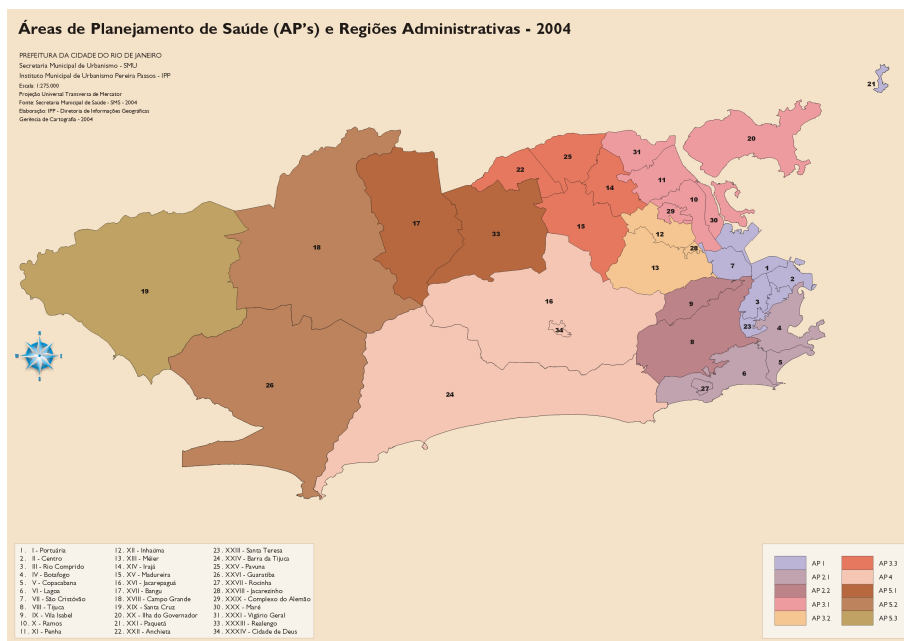 Áreas de Planejamento de Saúde (AP's) e Regiões Administrativas - 2004
PREFEITURA DA CIDADE DO RIO DE JANEIRO
Secretaria Municipal de Urbanismo - SMU
Instituto Municipal de Urbanismo Pereira Passos - IPP
Escala: 1:275.000
Projeção Universal Transversa de Mercator
Fonte: Secretaria Municipal de Saúde - SMS - 2004
Elaboração: IPP - Diretoria de Informações Geográficas
Gerência de Cartografia - 2004
21
20
31
25
22
11
14
10
29
30
15
12
17
33
28
18
13
7
1
2
19
16
9
3
34
23
4
8
5
26
6
27
24
1. I - Portuária
2. II - Centro
3. III - Rio Comprido
4. IV - Botafogo
5. V - Copacabana
6. VI - Lagoa
7. VII - São Cristóvão
8. VIII - Tijuca
9. IX - Vila Isabel
10. X - Ramos
11. XI - Penha
12. XII - Inhaúma
13. XIII - Méier
14. XIV - Irajá
15. XV - Madureira
16. XVI - Jacarepaguá
17. XVII - Bangu
18. XVIII - Campo Grande
19. XIX - Santa Cruz
20. XX - Ilha do Governador
21. XXI - Paquetá
22. XXII - Anchieta
23. XXIII - Santa Teresa
24. XXIV - Barra da Tijuca
25. XXV - Pavuna
26. XXVI - Guaratiba
27. XXVII - Rocinha
28. XXVIII - Jacarezinho
29. XXIX - Complexo do Alemão
30. XXX - Maré
31. XXXI - Vigário Geral
33. XXXIII - Realengo
34. XXXIV - Cidade de Deus
AP 1
AP 2.1
AP 2.2
AP 3.1
AP 3.2
AP 3.3
AP 4
AP 5.1
AP 5.2
AP 5.3